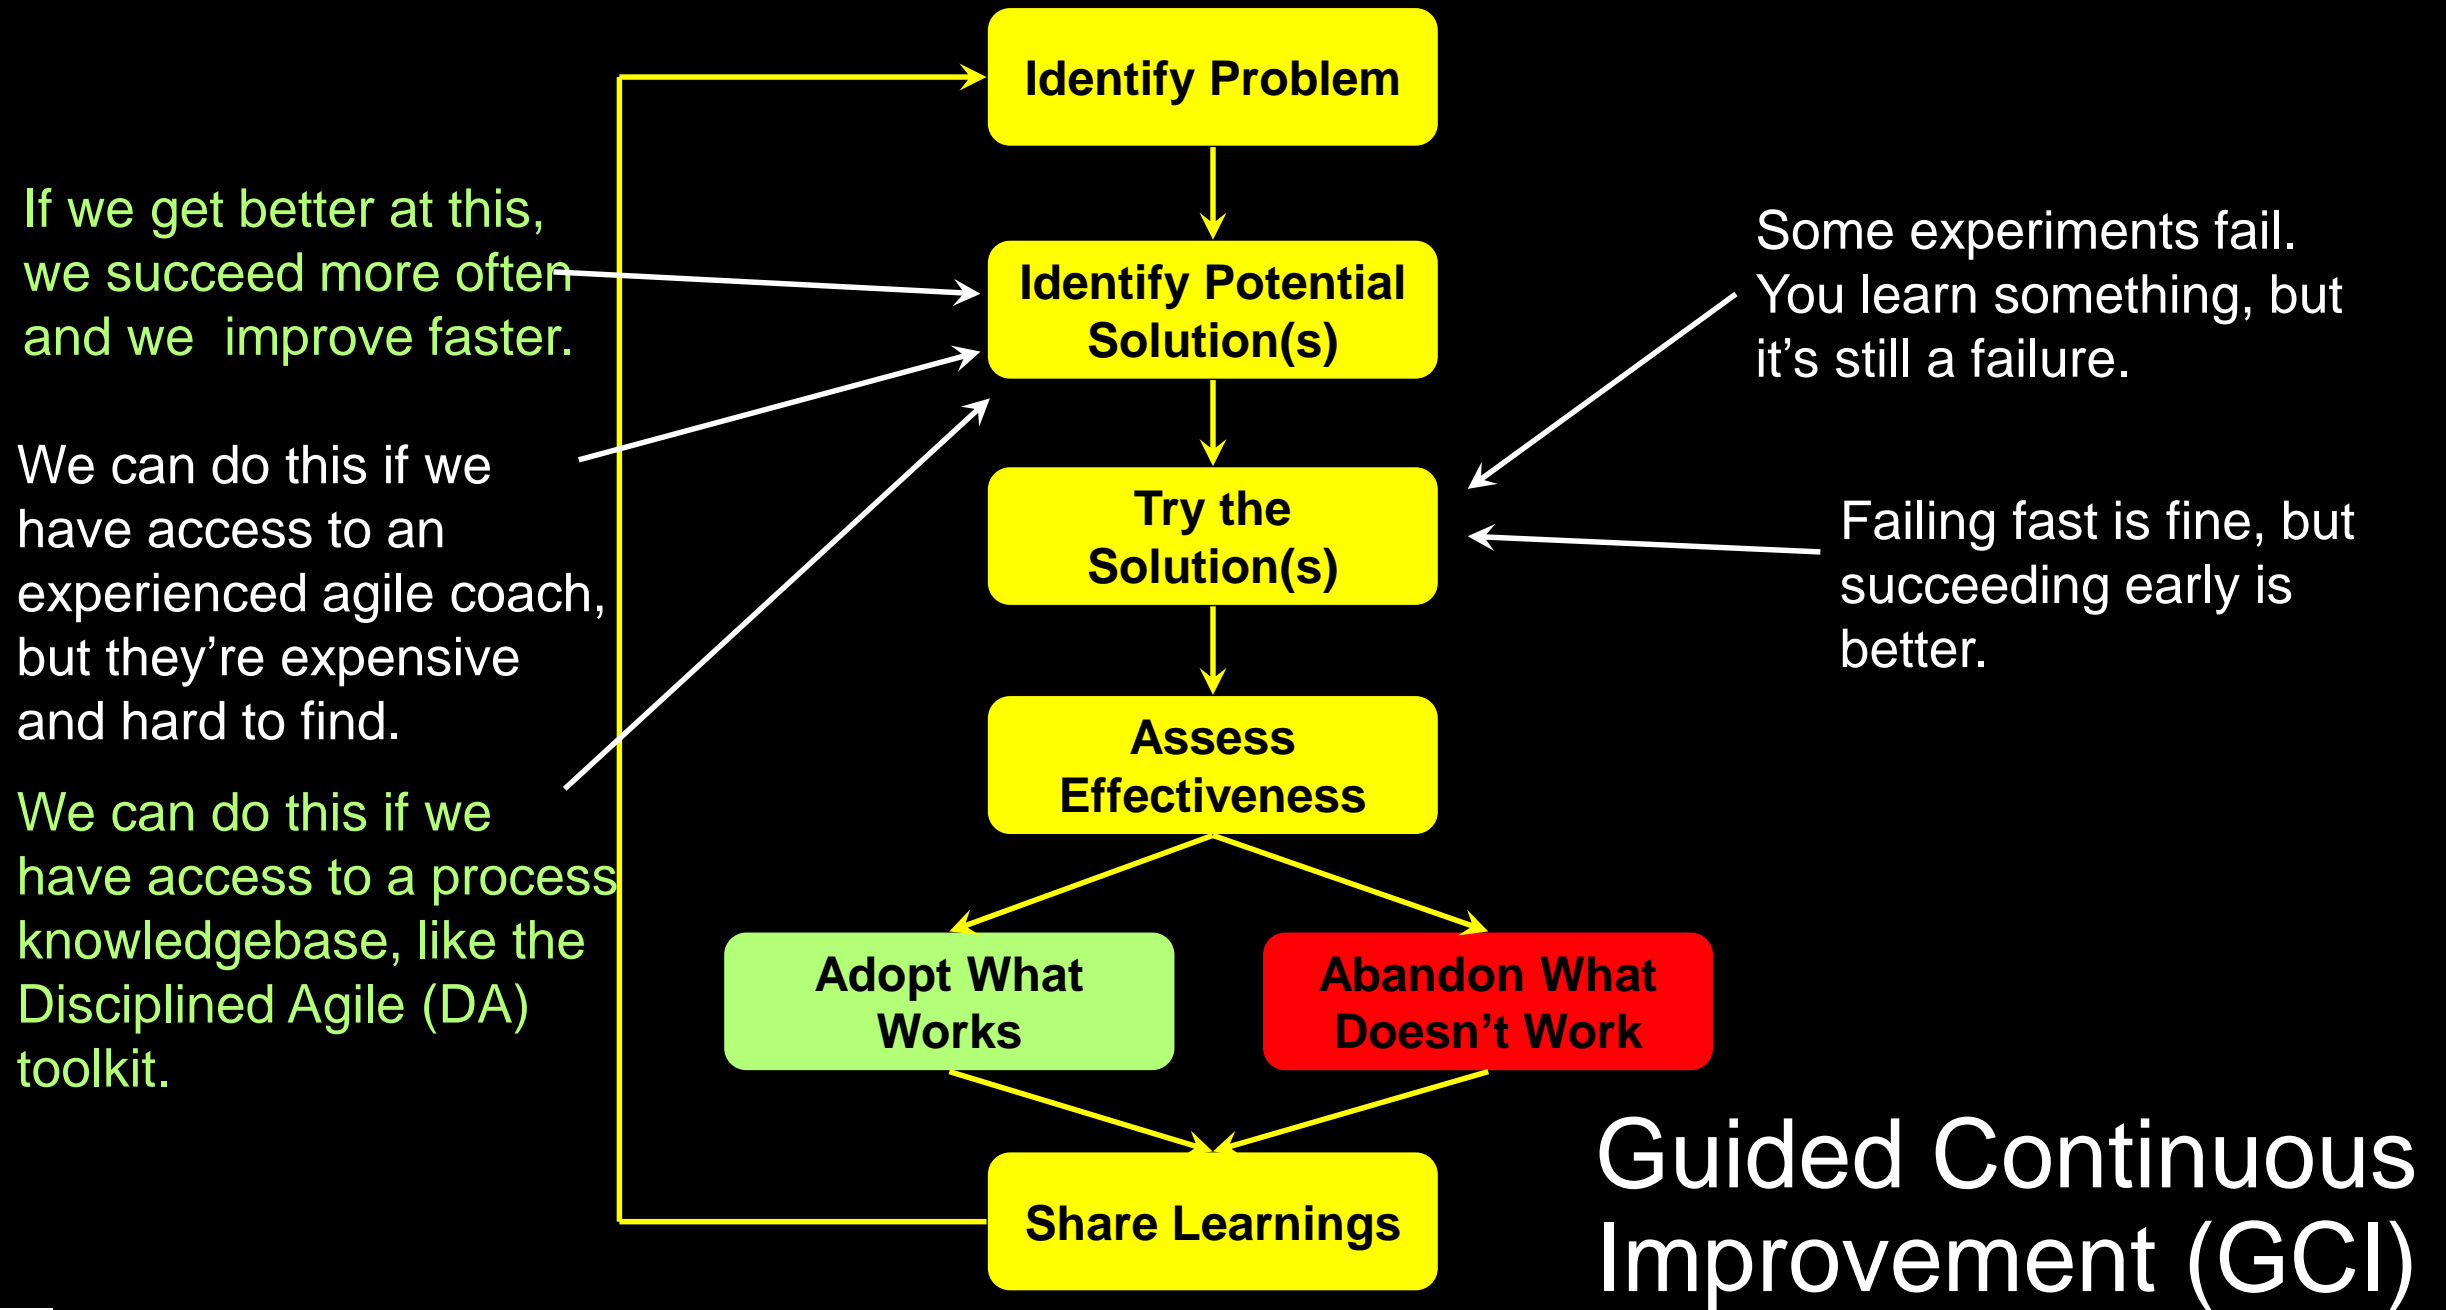 Identify Problem
If we get better at this,
we succeed more often
and we  improve faster.
Identify Potential
Solution(s)
Some experiments fail.
You learn something, but
it’s still a failure.
We can do this if we
have access to an
experienced agile coach,
but they’re expensive
and hard to find.
Try the
Solution(s)
Failing fast is fine, but
succeeding early is
better.
Assess
Effectiveness
We can do this if we
have access to a process
knowledgebase, like the
Disciplined Agile (DA)
toolkit.
Adopt What
Works
Abandon What
Doesn’t Work
Share Learnings
Guided Continuous
Improvement (GCI)